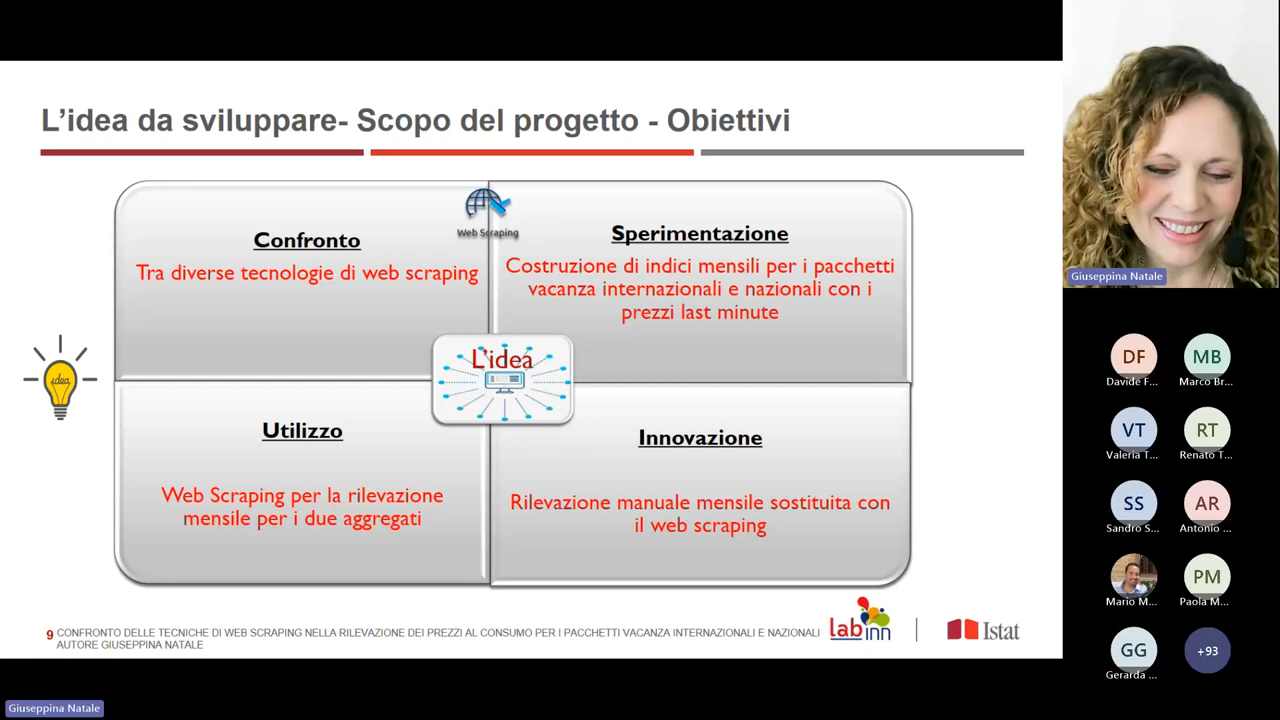 L'idea da sviluppare- Scopo del progetto - Obiettivi
Confronto
Tra diverse tecnologie di web scraping
Web Scraping
Sperimentazione
Costruzione di indici mensili per i pacchetti
vacanza internazionali e nazionali con i
prezzi last minute
idea
L'idea
Utilizzo
Web Scraping per la rilevazione
mensile per i due aggregati
Innovazione
Rilevazione manuale mensile sostituita con
il web scraping
9 CONFRONTO DELLE TECNICHE DI WEB SCRAPING NELLA RILEVAZIONE DEI PREZZI AL CONSUMO PER I PACCHETTI VACANZA INTERNAZIONALI E NAZIONALI
AUTORE GIUSEPPINA NATALE
labinn
Istat
Giuseppina Natale
DF
Davide F...
MB
Marco Br...
VT
Valeria T...
RT
Renato T...
SS
Sandro S...
AR
Antonio ...
Mario M...
PM
Paola M...
GG
Gerarda ...
+93
Giuseppina Natale